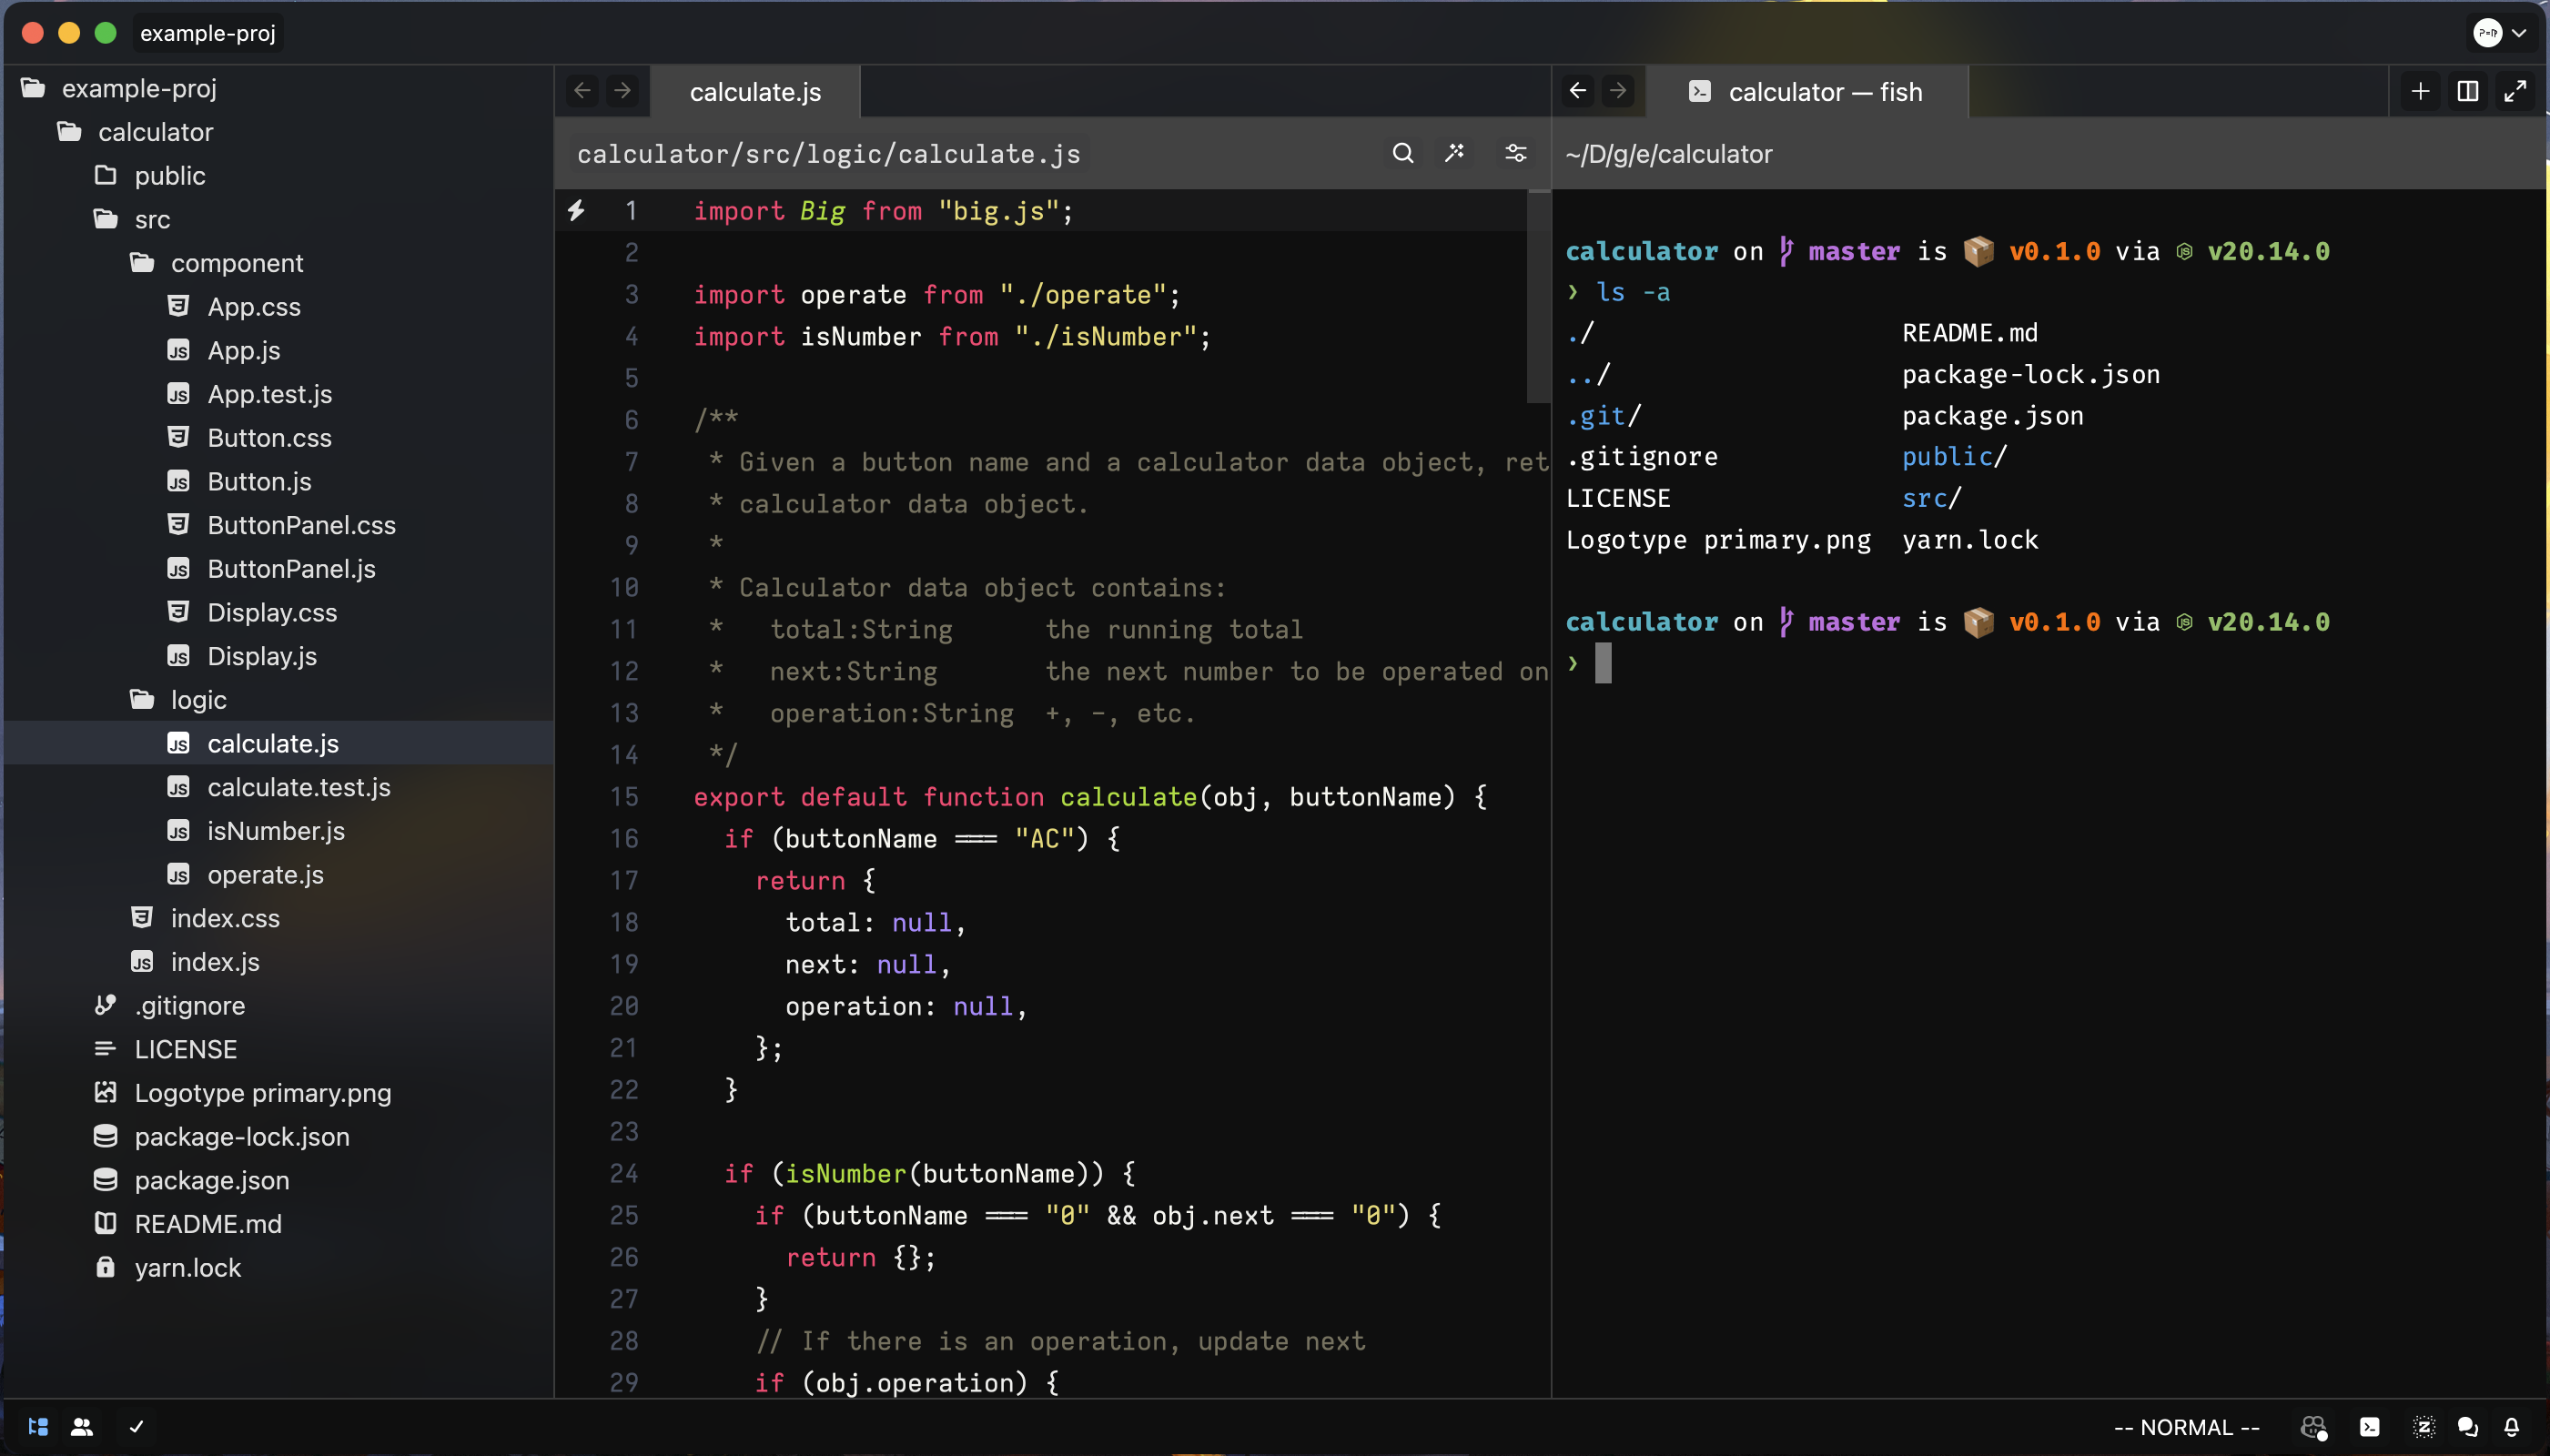 example-proj
example-proj
calculator
public
src
component
App.css
App.js
App.test.js
Button.css
Button.js
ButtonPanel.css
ButtonPanel.js
Display.css
Display.js
logic
calculate.js
calculate.test.js
isNumber.js
operate.js
index.css
index.js
.gitignore
LICENSE
Logotype primary.png
package-lock.json
package.json
README.md
yarn.lock
calculate.js
calculator/src/logic/calculate.js
1 import Big from "big.js";
2
3 import operate from "./operate";
4 import isNumber from "./isNumber";
5
6 /**
7  * Given a button name and a calculator data object, ret
8  * calculator data object.
9  *
10  * Calculator data object contains:
11  *   total:String      the running total
12  *   next:String       the next number to be operated on
13  *   operation:String  +, -, etc.
14  */
15 export default function calculate(obj, buttonName) {
16   if (buttonName === "AC") {
17     return {
18       total: null,
19       next: null,
20       operation: null,
21     };
22   }
23
24   if (isNumber(buttonName)) {
25     if (buttonName === "0" && obj.next === "0") {
26       return {};
27     }
28     // If there is an operation, update next
29     if (obj.operation) {
calculator — fish
~/D/g/e/calculator
calculator on master is 📦 v0.1.0 via v20.14.0
❯ ls -a
./                    README.md
../                   package-lock.json
.git/                 package.json
.gitignore            public/
LICENSE               src/
Logotype primary.png  yarn.lock
calculator on master is 📦 v0.1.0 via v20.14.0
❯
-- NORMAL --